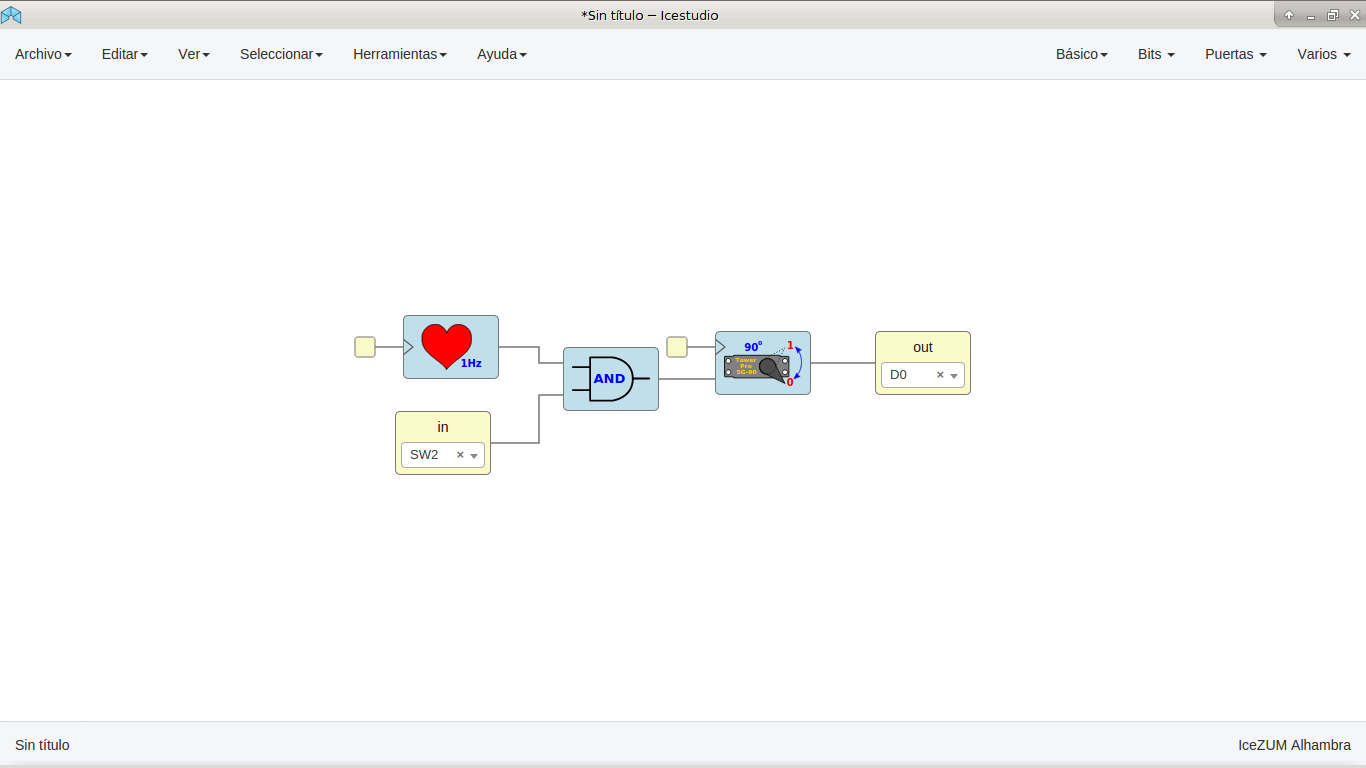 *Sin título – Icestudio
Archivo Editar Ver Seleccionar Herramientas Ayuda Básico Bits Puertas Varios
1Hz
in
SW2 ×
AND
90° 1
Tower
Pro
SG-90
0
out
D0 ×
Sin título IceZUM Alhambra